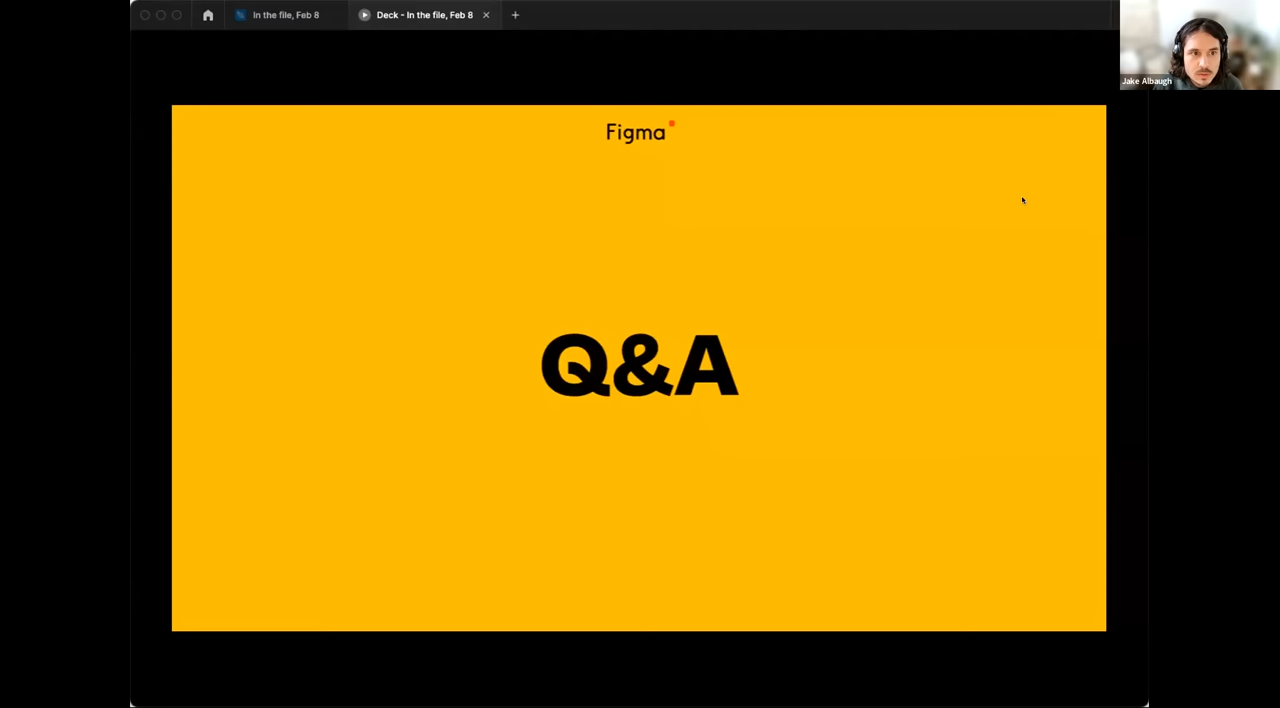 In the file, Feb 8
Deck - In the file, Feb 8
Jake Albaugh
Figma
Q&A